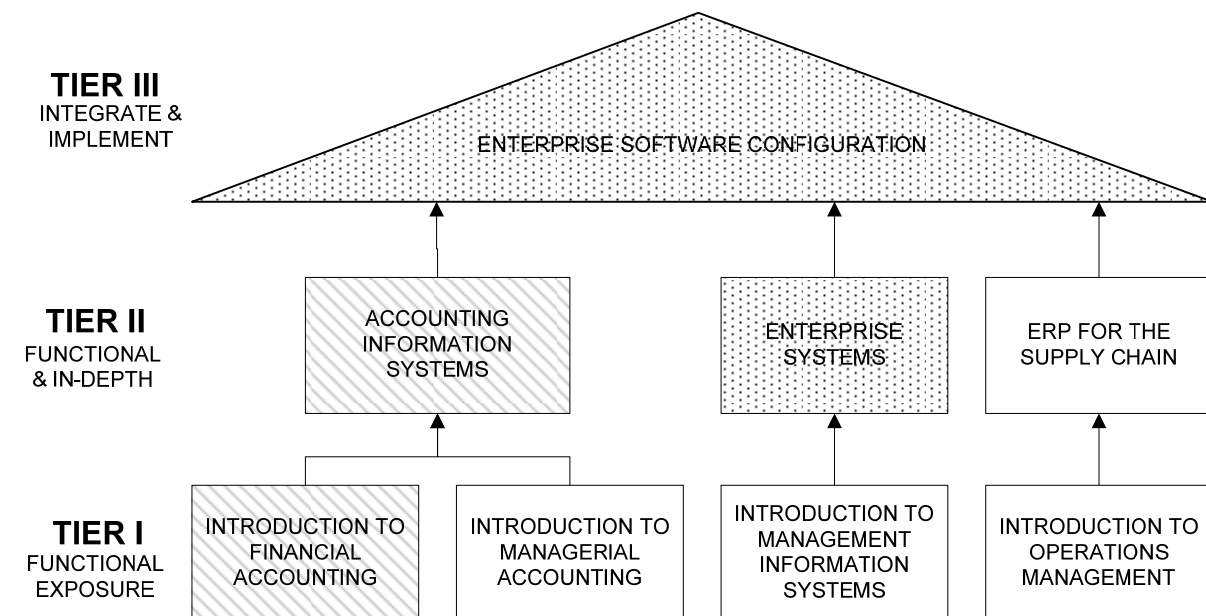 TIER III
INTEGRATE &
IMPLEMENT
ENTERPRISE SOFTWARE CONFIGURATION
TIER II
FUNCTIONAL
& IN-DEPTH
ACCOUNTING
INFORMATION
SYSTEMS
ENTERPRISE
SYSTEMS
ERP FOR THE
SUPPLY CHAIN
TIER I
FUNCTIONAL
EXPOSURE
INTRODUCTION TO
FINANCIAL
ACCOUNTING
INTRODUCTION TO
MANAGERIAL
ACCOUNTING
INTRODUCTION TO
MANAGEMENT
INFORMATION
SYSTEMS
INTRODUCTION TO
OPERATIONS
MANAGEMENT